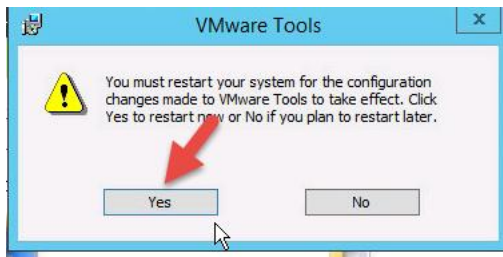 VMware Tools
x
You must restart your system for the configuration
changes made to VMware Tools to take effect. Click
Yes to restart now or No if you plan to restart later.
Yes
No